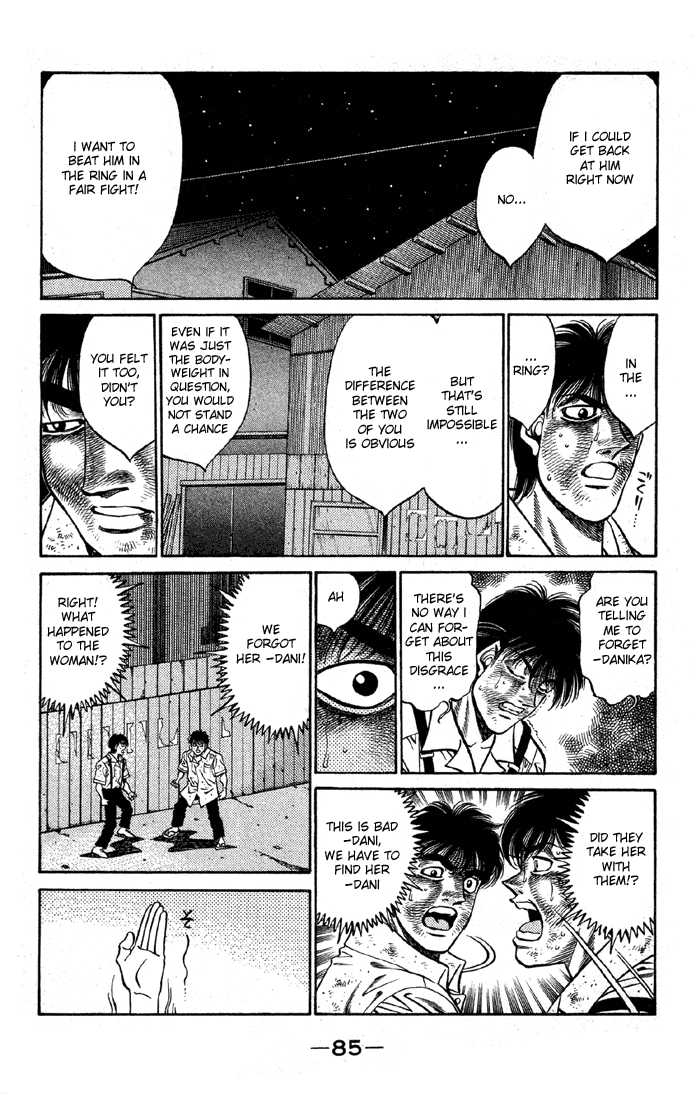 IF I COULD
GET BACK
AT HIM
RIGHT NOW
NO...
I WANT TO
BEAT HIM IN
THE RING IN A
FAIR FIGHT!
IN
THE
...
...
RING?
BUT
THAT'S
STILL
IMPOSSIBLE
...
THE
DIFFERENCE
BETWEEN
THE TWO
OF YOU
IS OBVIOUS
EVEN IF IT
WAS JUST
THE BODY-
WEIGHT IN
QUESTION,
YOU WOULD
NOT STAND
A CHANCE
YOU FELT
IT TOO,
DIDN'T
YOU?
ARE YOU
TELLING
ME TO
FORGET
-DANIKA?
THERE'S
NO WAY I
CAN FOR-
GET ABOUT
THIS
DISGRACE
...
AH
WE
FORGOT
HER -DANI!
RIGHT!
WHAT
HAPPENED
TO THE
WOMAN!?
DID THEY
TAKE HER
WITH
THEM!?
THIS IS BAD
-DANI,
WE HAVE TO
FIND HER
-DANI
そ
—85—